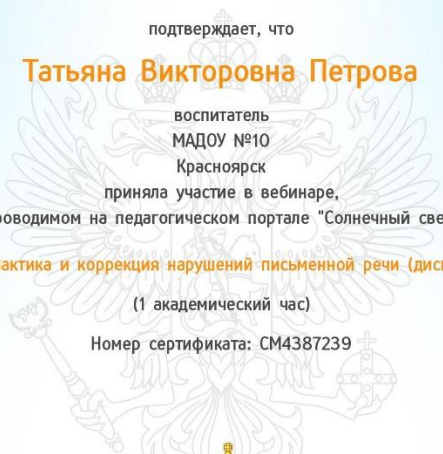 подтверждает, что
Татьяна Викторовна Петрова
воспитатель
МАДОУ №10
Красноярск
приняла участие в вебинаре,
роводимом на педагогическом портале "Солнечный све
актика и коррекция нарушений письменной речи (дис
(1 академический час)
Номер сертификата: СМ4387239